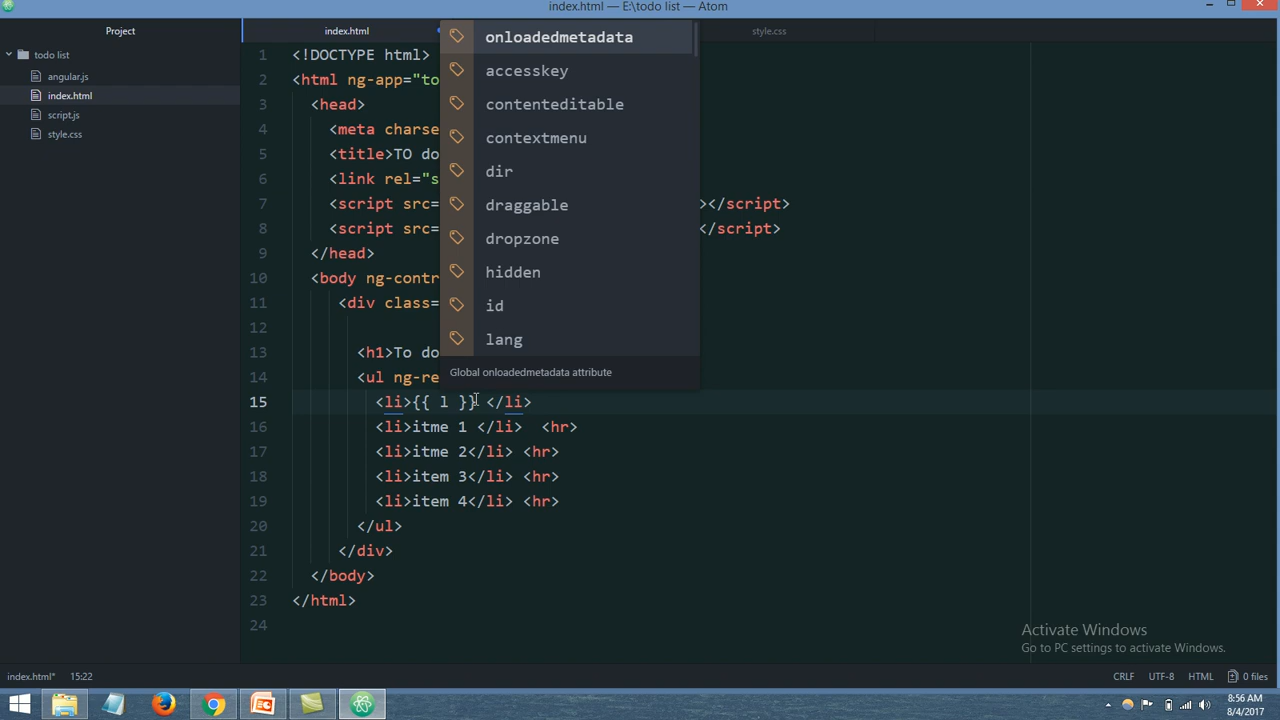 index.html — E:\todo list — Atom
Project
index.html
style.css
todo list
angular.js
index.html
script.js
style.css
onloadedmetadata
accesskey
contenteditable
contextmenu
dir
draggable
dropzone
hidden
id
lang
Global onloadedmetadata attribute
1 <!DOCTYPE html>
2 <html ng-app="to
3 <head>
4 <meta charse
5 <title>TO do
6 <link rel="s
7 <script src= ></script>
8 <script src= </script>
9 </head>
10 <body ng-contr
11 <div class=
12
13 <h1>To do
14 <ul ng-re
15 <li>{{ l }} </li>
16 <li>itme 1 </li> <hr>
17 <li>itme 2</li> <hr>
18 <li>item 3</li> <hr>
19 <li>item 4</li> <hr>
20 </ul>
21 </div>
22 </body>
23 </html>
24
Activate Windows
Go to PC settings to activate Windows.
index.html* 15:22 CRLF UTF-8 HTML 0 files
8:56 AM
8/4/2017